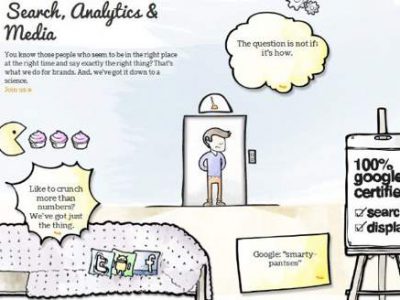 Search, Analytics &
Media
You know those people who seem to be in the right place
at the right time and say exactly the right thing? That's
what we do for brands. And, we've got it down to a
science.
Join us »
The question is not if;
it's how.
Like to crunch
more than
numbers?
We've got just
the thing.
100%
google
certifie
search
displa
Google: "smarty-
pantsen"